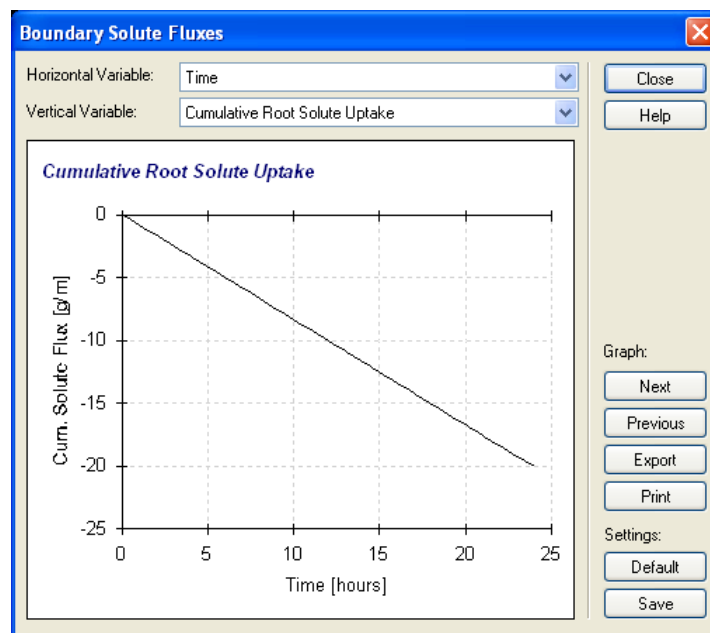 Boundary Solute Fluxes
Horizontal Variable: Time
Vertical Variable: Cumulative Root Solute Uptake
Close
Help
Cumulative Root Solute Uptake
Cum. Solute Flux [g/m]
0
-5
-10
-15
-20
-25
0 5 10 15 20 25
Time [hours]
Graph:
Next
Previous
Export
Print
Settings:
Default
Save